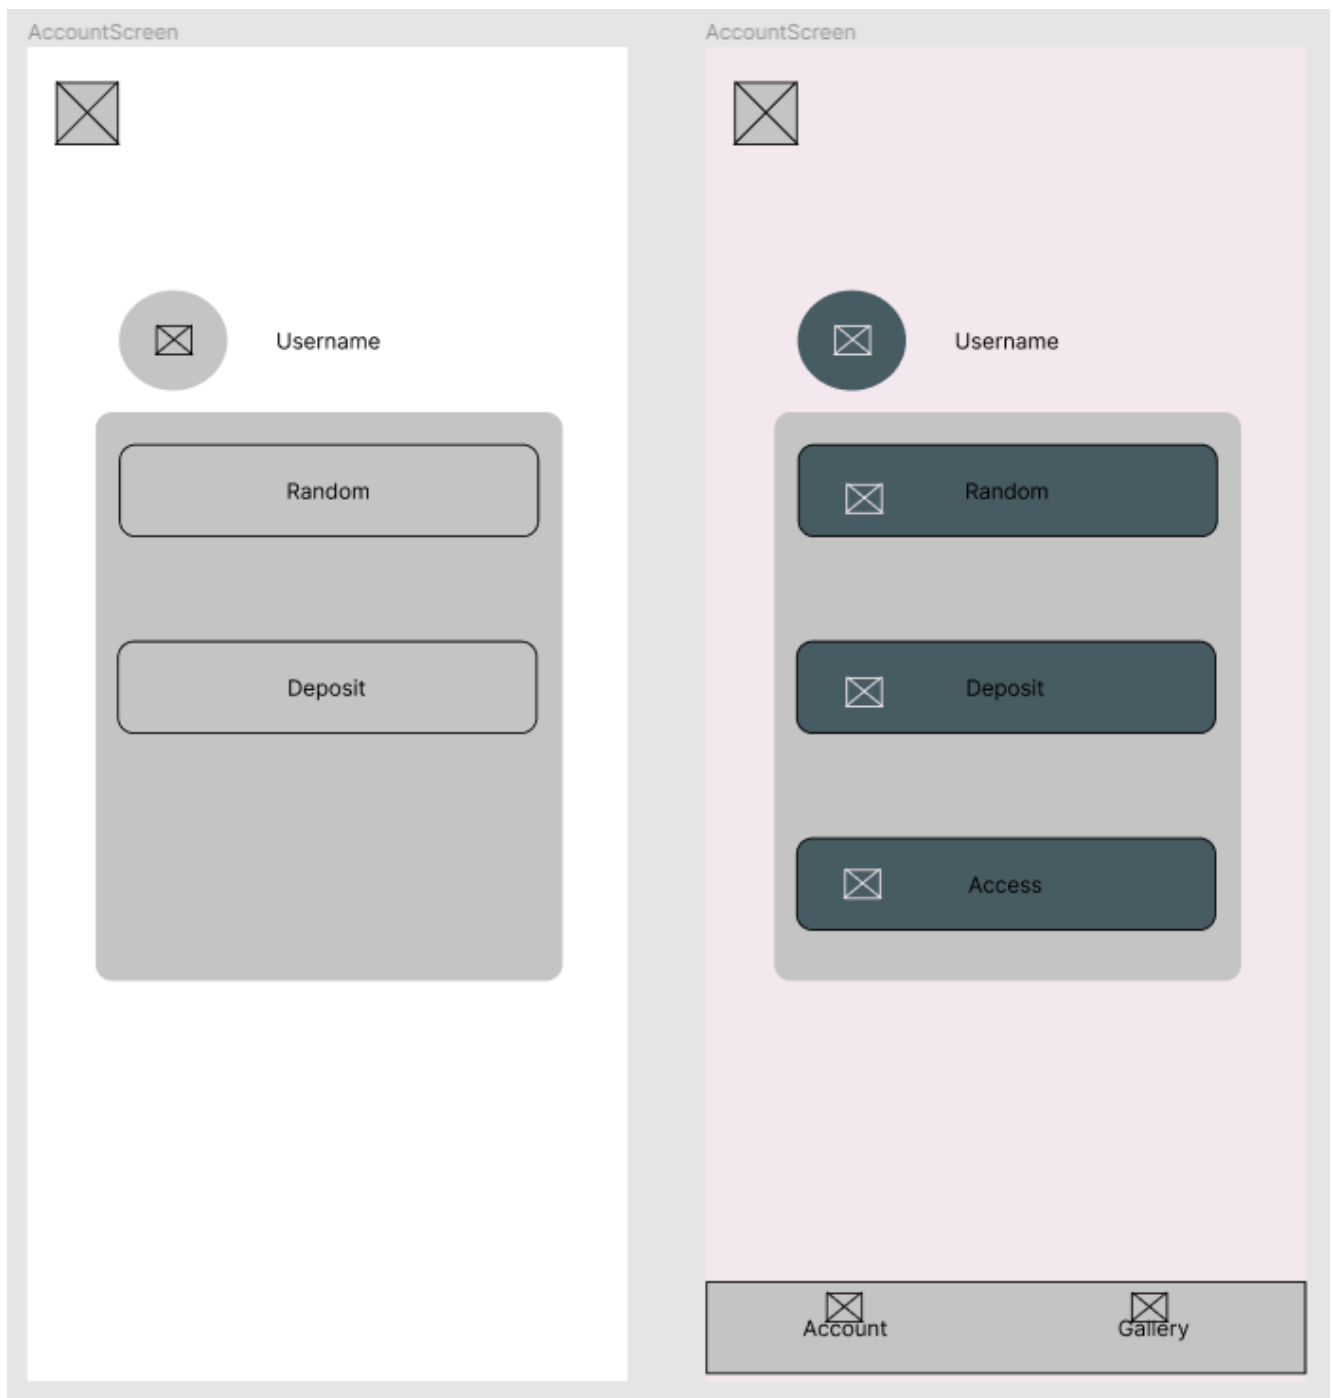 AccountScreen
Username
Random
Deposit
AccountScreen
Username
Random
Deposit
Access
Account
Gallery